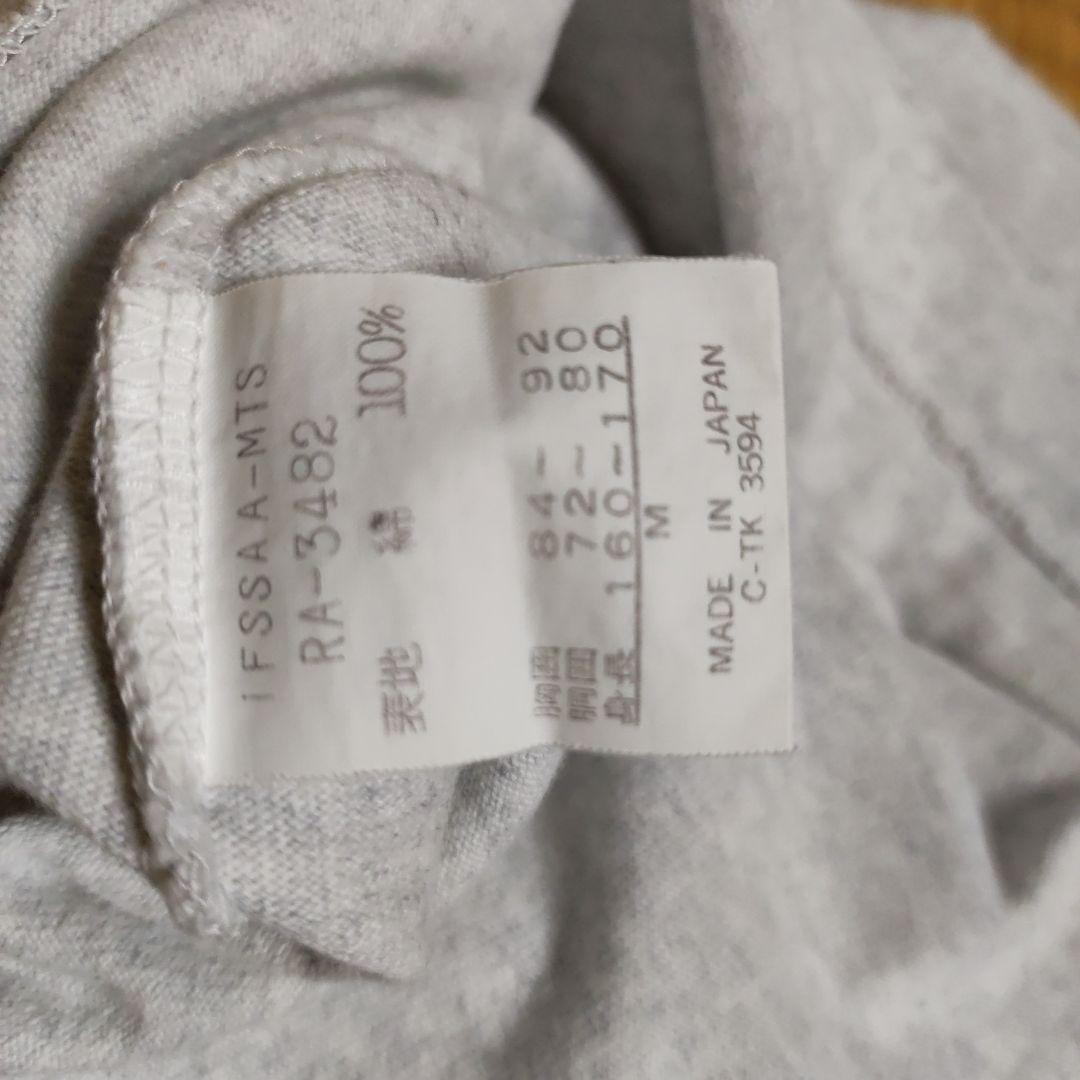 IFSSAA-MTS
RA-3482
表地 綿 100%
胸囲 84~92
胴囲 72~80
身長 160~170
M
MADE IN JAPAN
C-TK 3594